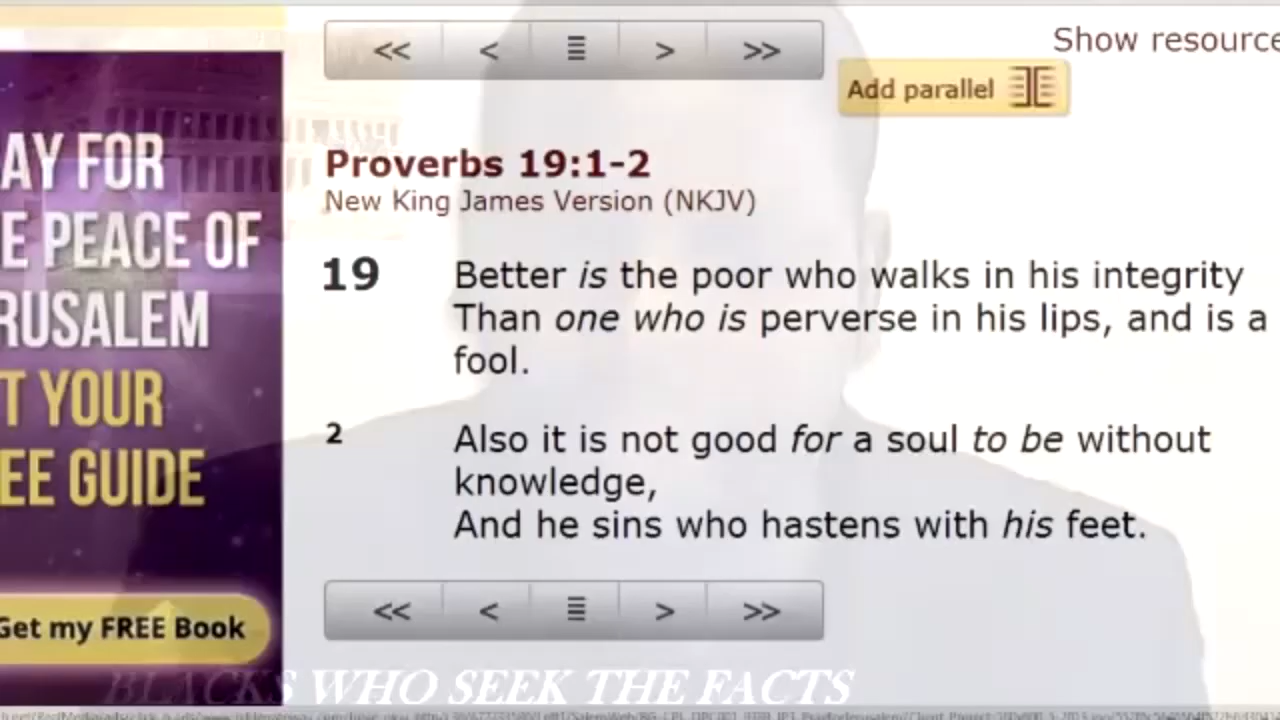 << < ≣ > >>
Show resource
Add parallel
AY FOR
E PEACE OF
RUSALEM
T YOUR
EE GUIDE
Get my FREE Book
Proverbs 19:1-2
New King James Version (NKJV)
19 Better is the poor who walks in his integrity
Than one who is perverse in his lips, and is a
fool.
2 Also it is not good for a soul to be without
knowledge,
And he sins who hastens with his feet.
<< < ≣ > >>
BLACKS WHO SEEK THE FACTS